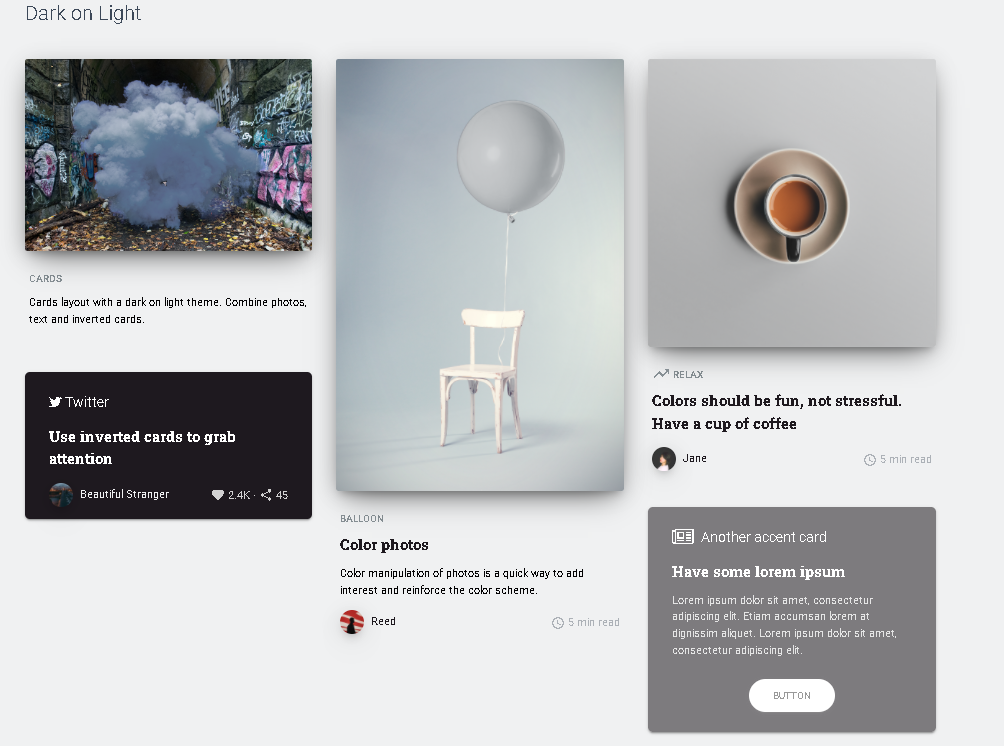 Dark on Light
CARDS
Cards layout with a dark on light theme. Combine photos,
text and inverted cards.
Twitter
Use inverted cards to grab
attention
Beautiful Stranger
2.4K · 45
BALLOON
Color photos
Color manipulation of photos is a quick way to add
interest and reinforce the color scheme.
Reed
5 min read
RELAX
Colors should be fun, not stressful.
Have a cup of coffee
Jane
5 min read
Another accent card
Have some lorem ipsum
Lorem ipsum dolor sit amet, consectetur
adipiscing elit. Etiam accumsan lorem at
dignissim aliquet. Lorem ipsum dolor sit amet,
consectetur adipiscing elit.
BUTTON